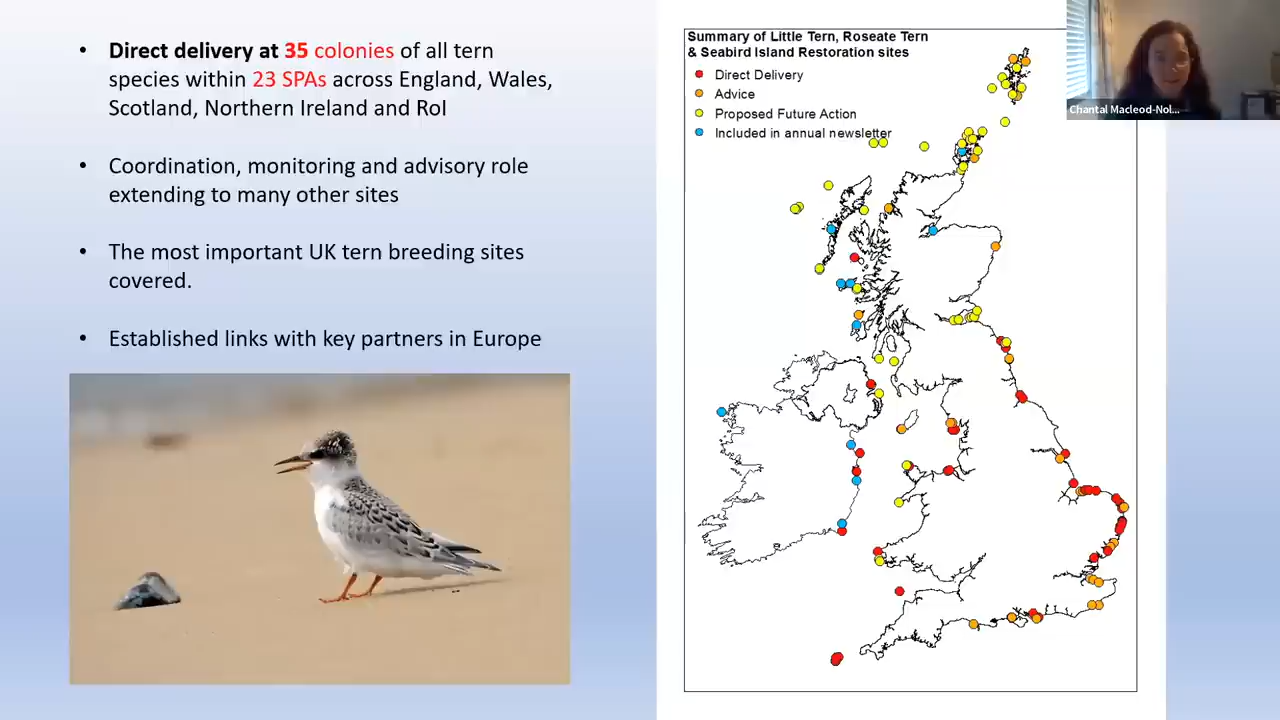 • Direct delivery at 35 colonies of all tern
species within 23 SPAs across England, Wales,
Scotland, Northern Ireland and RoI
• Coordination, monitoring and advisory role
extending to many other sites
• The most important UK tern breeding sites
covered.
• Established links with key partners in Europe
Summary of Little Tern, Roseate Tern
& Seabird Island Restoration sites
Direct Delivery
Advice
Proposed Future Action
Included in annual newsletter
Chantal Macleod-Nol...